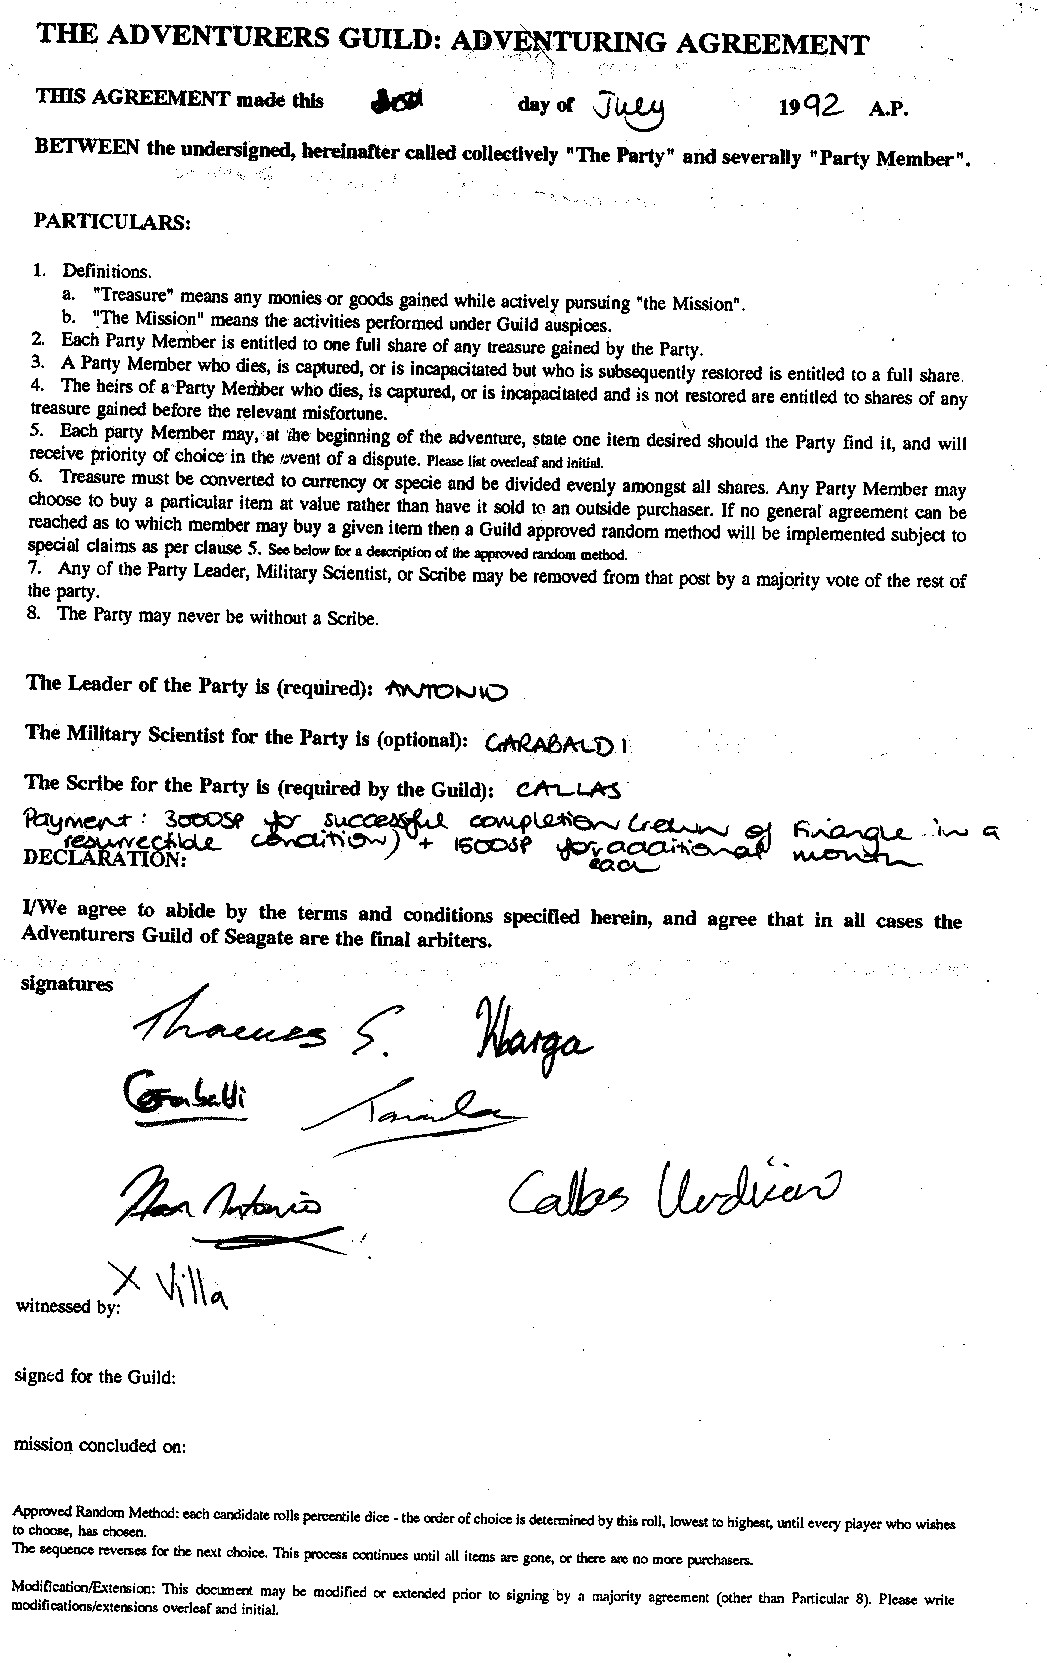 THE ADVENTURERS GUILD: ADVENTURING AGREEMENT
THIS AGREEMENT made this day of July 1992 A.P.
BETWEEN the undersigned, hereinafter called collectively "The Party" and severally "Party Member".
PARTICULARS:
1. Definitions.
a. "Treasure" means any monies or goods gained while actively pursuing "the Mission".
b. "The Mission" means the activities performed under Guild auspices.
2. Each Party Member is entitled to one full share of any treasure gained by the Party.
3. A Party Member who dies, is captured, or is incapacitated but who is subsequently restored is entitled to a full share.
4. The heirs of a Party Member who dies, is captured, or is incapacitated and is not restored are entitled to shares of any
treasure gained before the relevant misfortune.
5. Each party Member may, at the beginning of the adventure, state one item desired should the Party find it, and will
receive priority of choice in the event of a dispute. Please list overleaf and initial.
6. Treasure must be converted to currency or specie and be divided evenly amongst all shares. Any Party Member may
choose to buy a particular item at value rather than have it sold to an outside purchaser. If no general agreement can be
reached as to which member may buy a given item then a Guild approved random method will be implemented subject to
special claims as per clause 5. See below for a description of the approved random method.
7. Any of the Party Leader, Military Scientist, or Scribe may be removed from that post by a majority vote of the rest of
the party.
8. The Party may never be without a Scribe.
The Leader of the Party is (required): ANTONIO
The Military Scientist for the Party is (optional): GARABALDI
The Scribe for the Party is (required by the Guild): CALLAS
Payment: 3000SP for successful completion (return of Finangle in a
resurrectible condition) + 1500SP for additional month
each
DECLARATION:
I/We agree to abide by the terms and conditions specified herein, and agree that in all cases the
Adventurers Guild of Seagate are the final arbiters.
signatures
S. Warga
Antonio Callas
X Villa
witnessed by:
signed for the Guild:
mission concluded on:
Approved Random Method: each candidate rolls percentile dice - the order of choice is determined by this roll, lowest to highest, until every player who wishes
to choose, has chosen.
The sequence reverses for the next choice. This process continues until all items are gone, or there are no more purchasers.
Modification/Extension: This document may be modified or extended prior to signing by a majority agreement (other than Particular 8). Please write
modifications/extensions overleaf and initial.